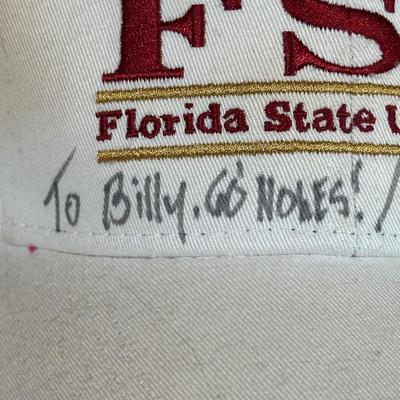 FS
Florida State U
To Billy. GO NOLES!